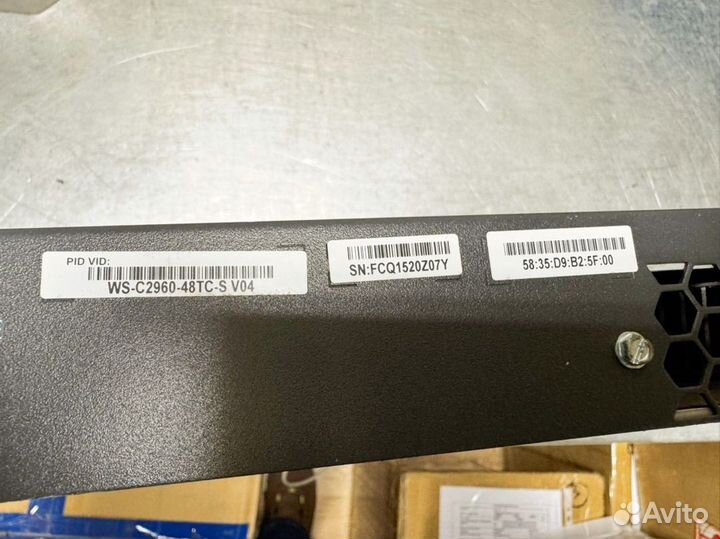 PID VID:
WS-C2960-48TC-S V04
SN:FCQ1520Z07Y
58:35:D9:B2:5F:00
Avito